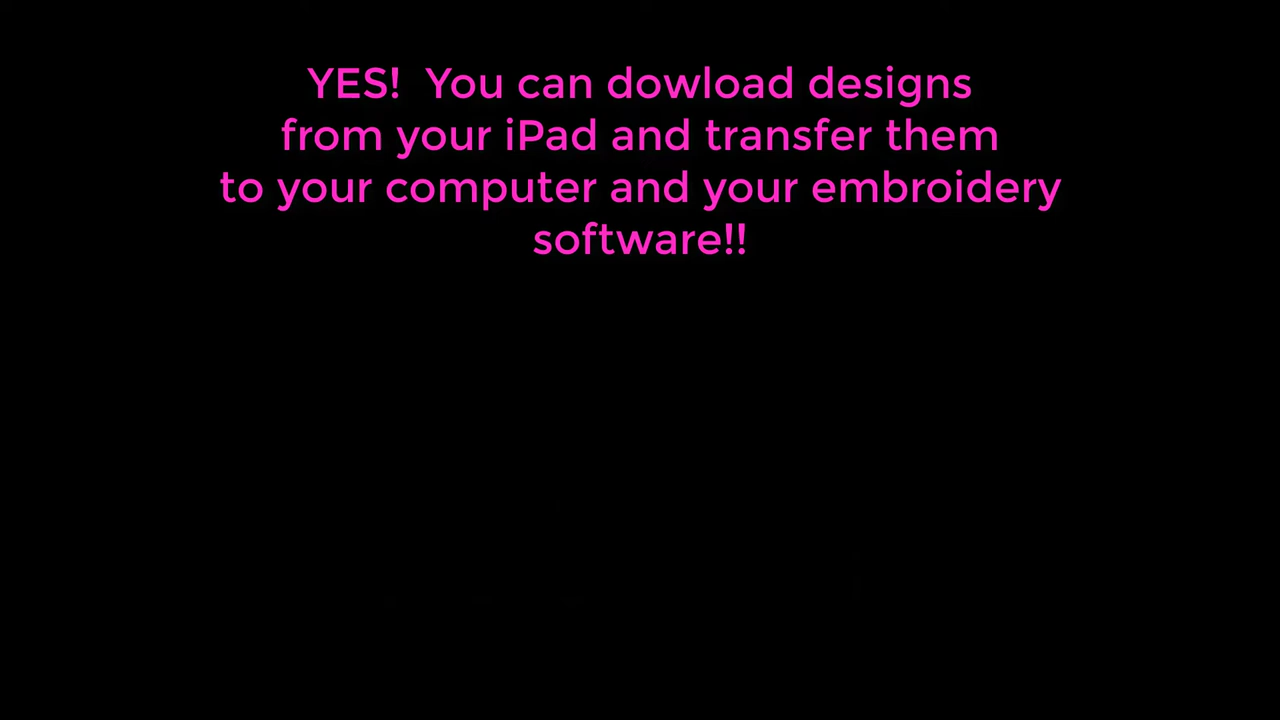 YES!  You can dowload designs
from your iPad and transfer them
to your computer and your embroidery
software!!